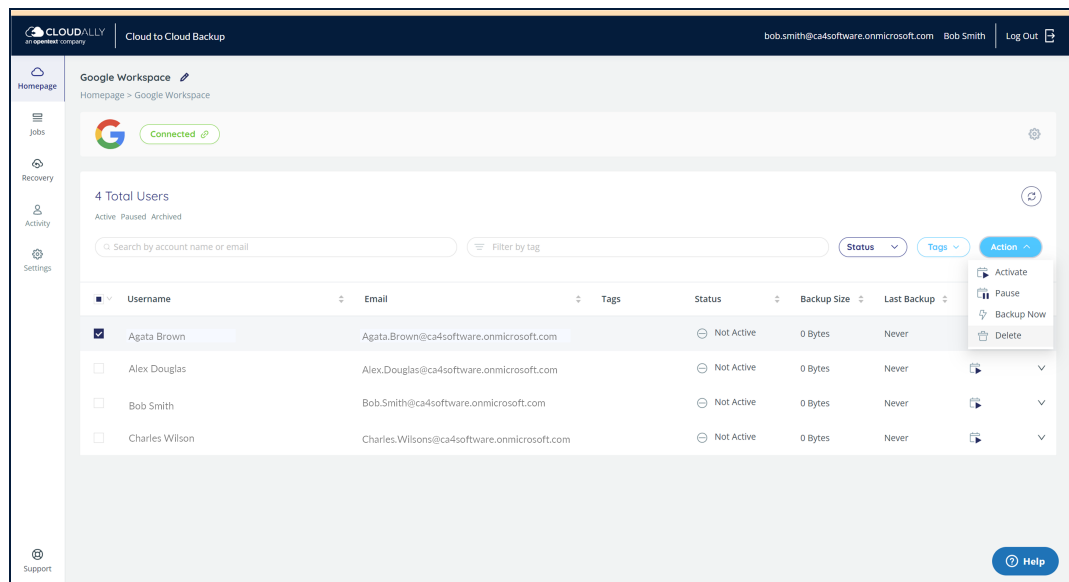 CLOUDALLY
an opentext company
Cloud to Cloud Backup
bob.smith@ca4software.onmicrosoft.com Bob Smith Log Out
Homepage
Jobs
Recovery
Activity
Settings
Support
Google Workspace
Homepage > Google Workspace
Connected
4 Total Users
Active Paused Archived
Search by account name or email
Filter by tag
Status
Tags
Action
Activate
Pause
Backup Now
Delete
Username Email Tags Status Backup Size Last Backup
Agata Brown Agata.Brown@ca4software.onmicrosoft.com Not Active 0 Bytes Never
Alex Douglas Alex.Douglas@ca4software.onmicrosoft.com Not Active 0 Bytes Never
Bob Smith Bob.Smith@ca4software.onmicrosoft.com Not Active 0 Bytes Never
Charles Wilson Charles.Wilsons@ca4software.onmicrosoft.com Not Active 0 Bytes Never
Help